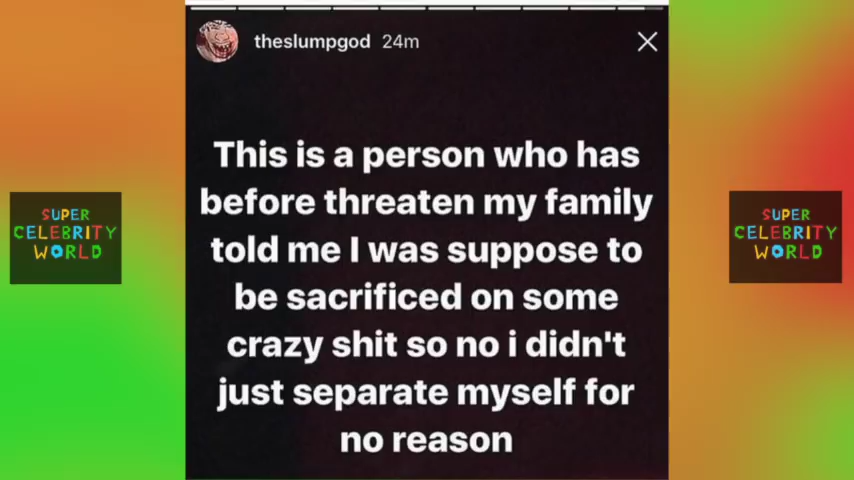 theslumpgod 24m
This is a person who has
before threaten my family
told me I was suppose to
be sacrificed on some
crazy shit so no i didn't
just separate myself for
no reason
SUPER
CELEBRITY
WORLD
SUPER
CELEBRITY
WORLD